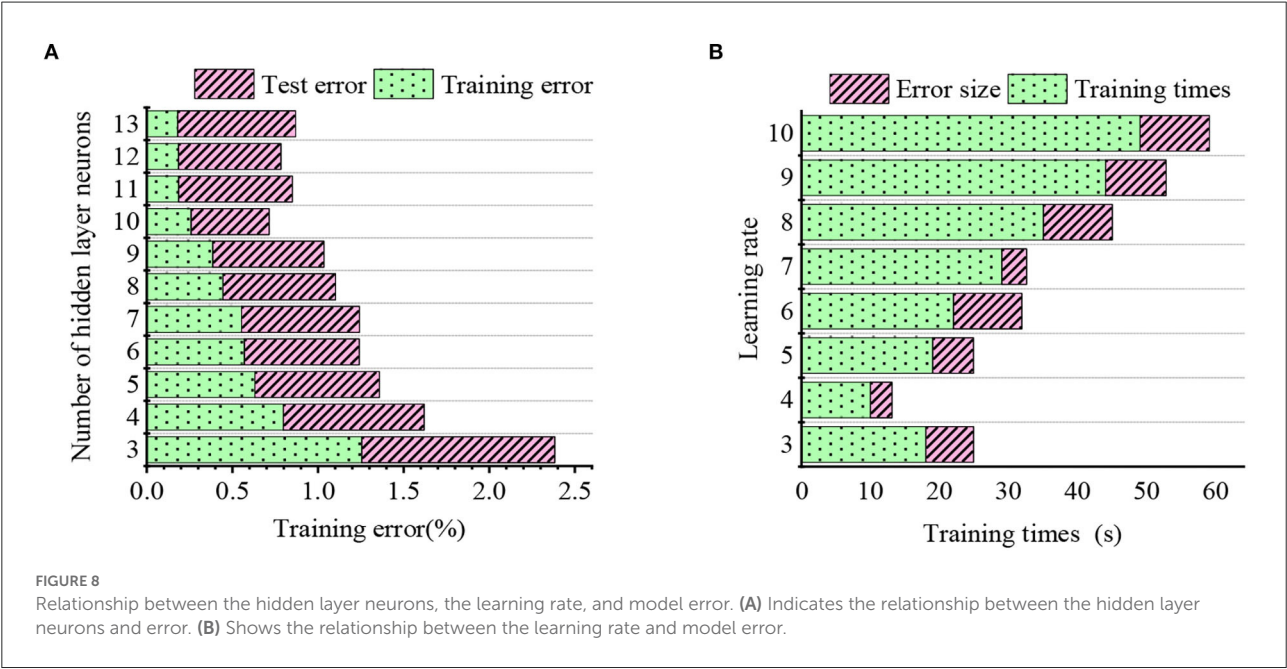 A
Test error Training error
Number of hidden layer neurons
13
12
11
10
9
8
7
6
5
4
3
0.0 0.5 1.0 1.5 2.0 2.5
Training error(%)
B
Error size Training times
Learning rate
10
9
8
7
6
5
4
3
0 10 20 30 40 50 60
Training times (s)
FIGURE 8
Relationship between the hidden layer neurons, the learning rate, and model error. (A) Indicates the relationship between the hidden layer
neurons and error. (B) Shows the relationship between the learning rate and model error.